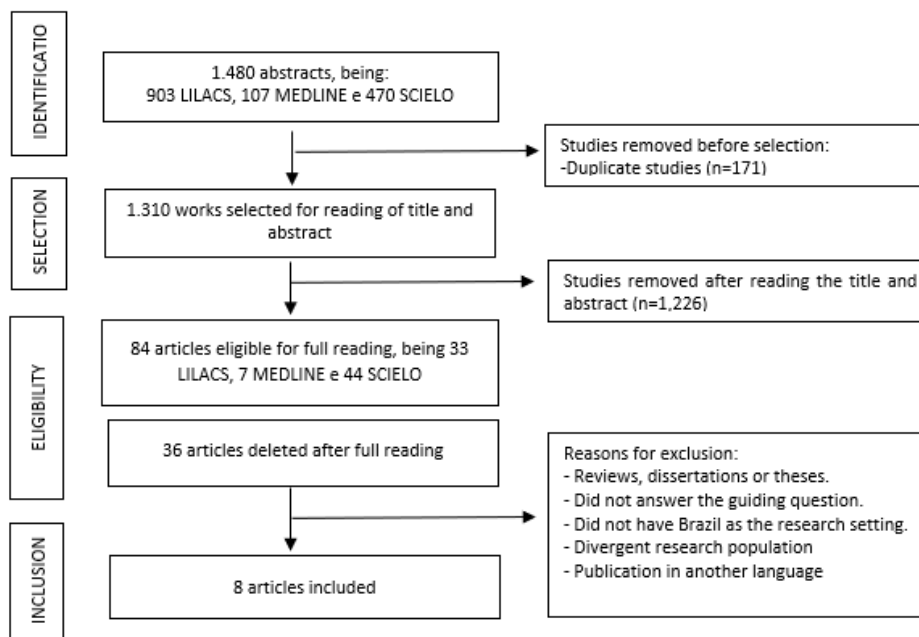 IDENTIFICATIO
1.480 abstracts, being:
903 LILACS, 107 MEDLINE e 470 SCIELO
Studies removed before selection:
-Duplicate studies (n=171)
SELECTION
1.310 works selected for reading of title and
abstract
Studies removed after reading the title and
abstract (n=1,226)
ELIGIBILITY
84 articles eligible for full reading, being 33
LILACS, 7 MEDLINE e 44 SCIELO
36 articles deleted after full reading
Reasons for exclusion:
- Reviews, dissertations or theses.
- Did not answer the guiding question.
- Did not have Brazil as the research setting.
- Divergent research population
- Publication in another language
INCLUSION
8 articles included